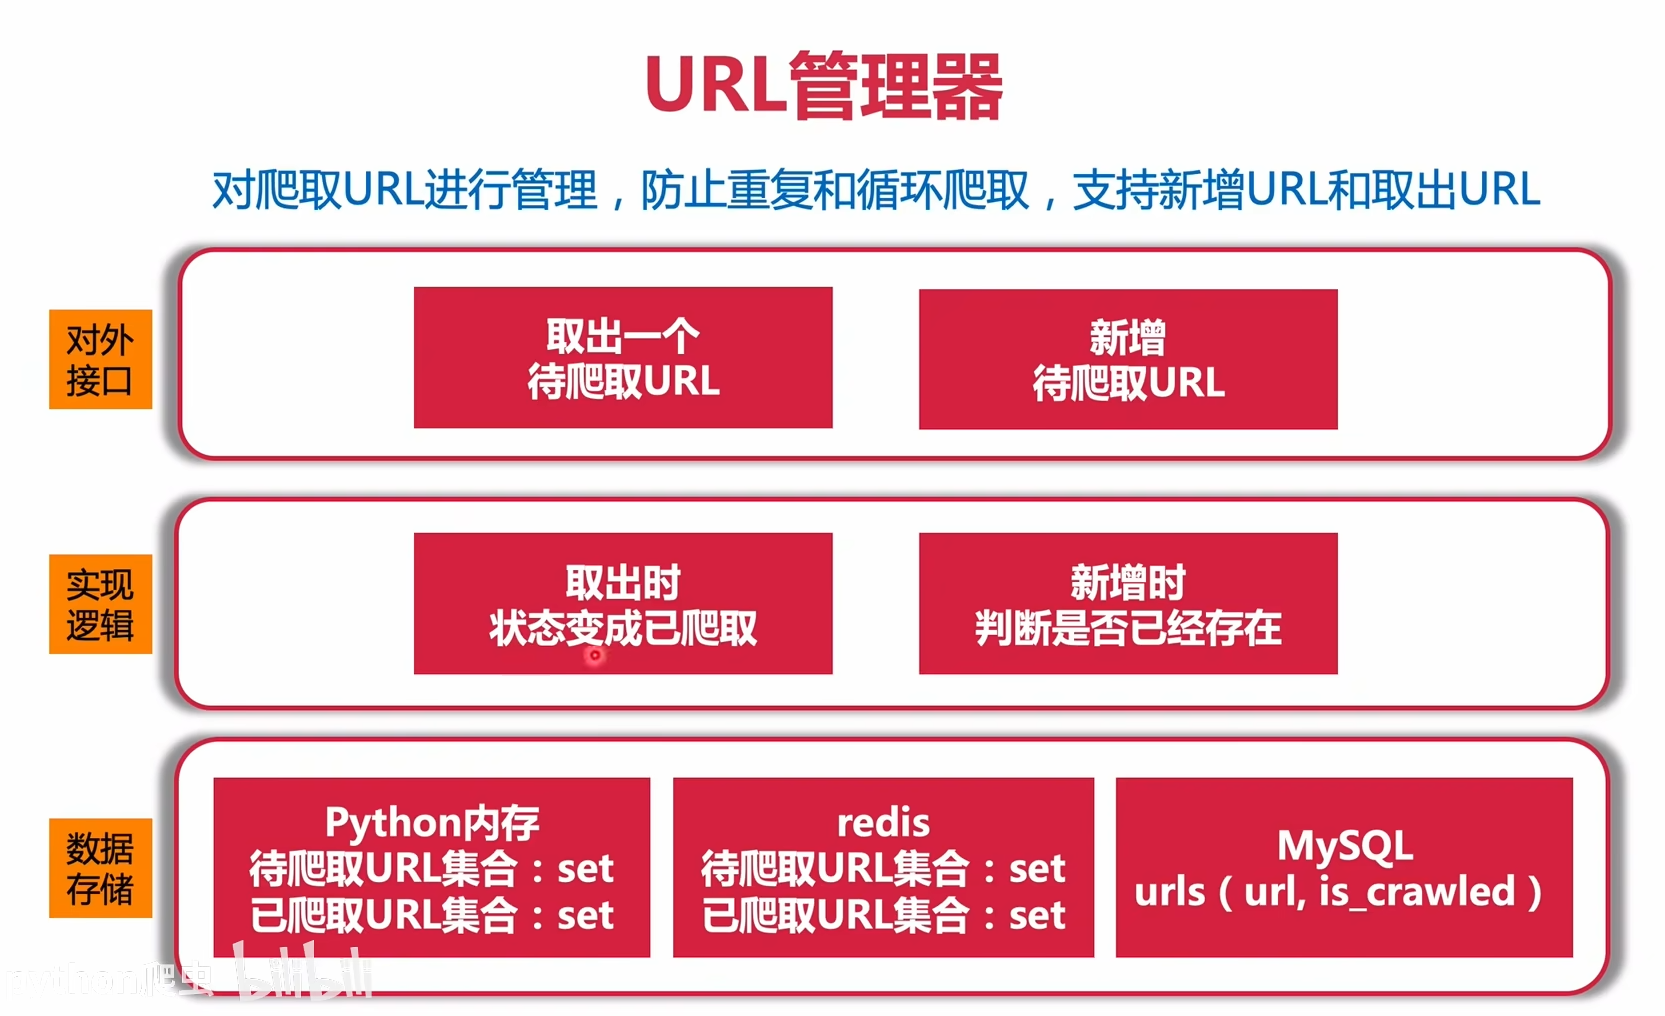 URL管理器
对爬取URL进行管理，防止重复和循环爬取，支持新增URL和取出URL
对外
接口
取出一个
待爬取URL
新增
待爬取URL
实现
逻辑
取出时
状态变成已爬取
新增时
判断是否已经存在
数据
存储
Python内存
待爬取URL集合：set
已爬取URL集合：set
redis
待爬取URL集合：set
已爬取URL集合：set
MySQL
urls（url, is_crawled）
python爬虫 bilibili